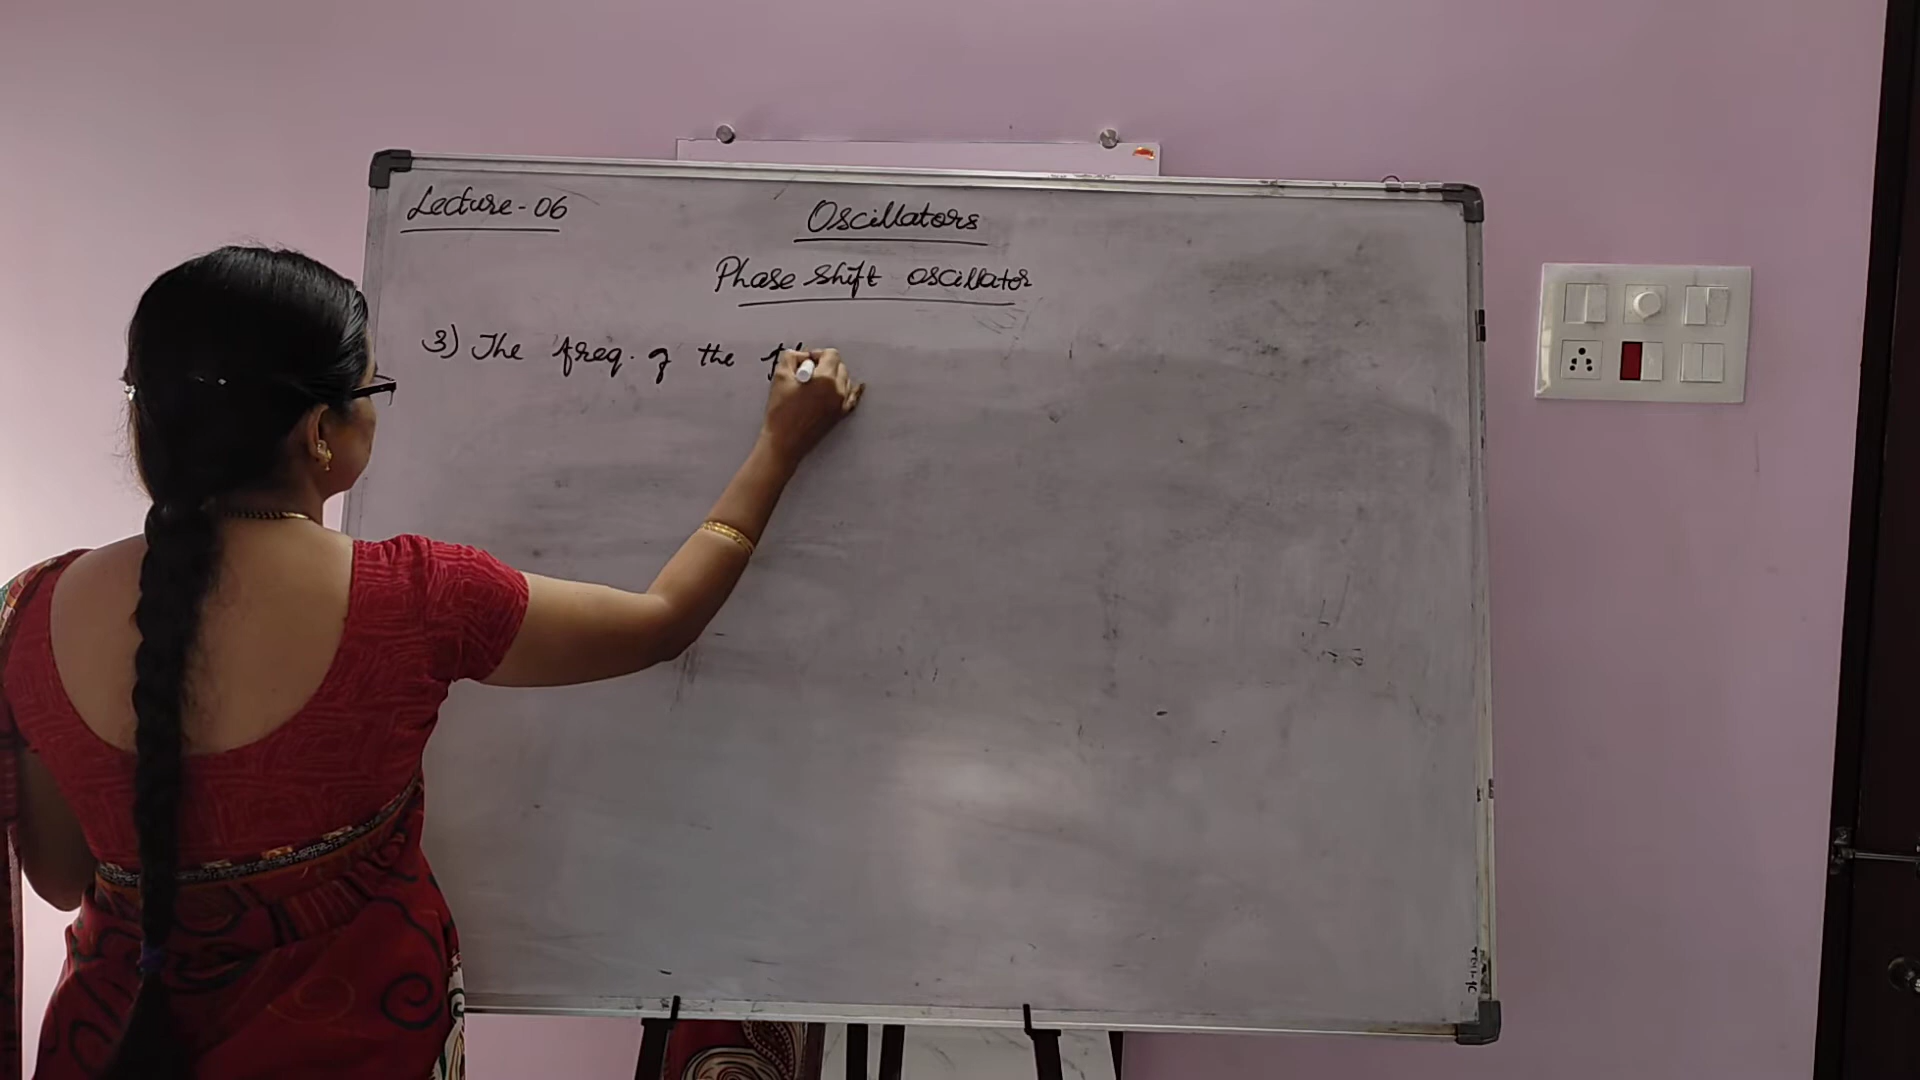 Lecture-06
Oscillators
Phase shift oscillator
3) The freq. of the